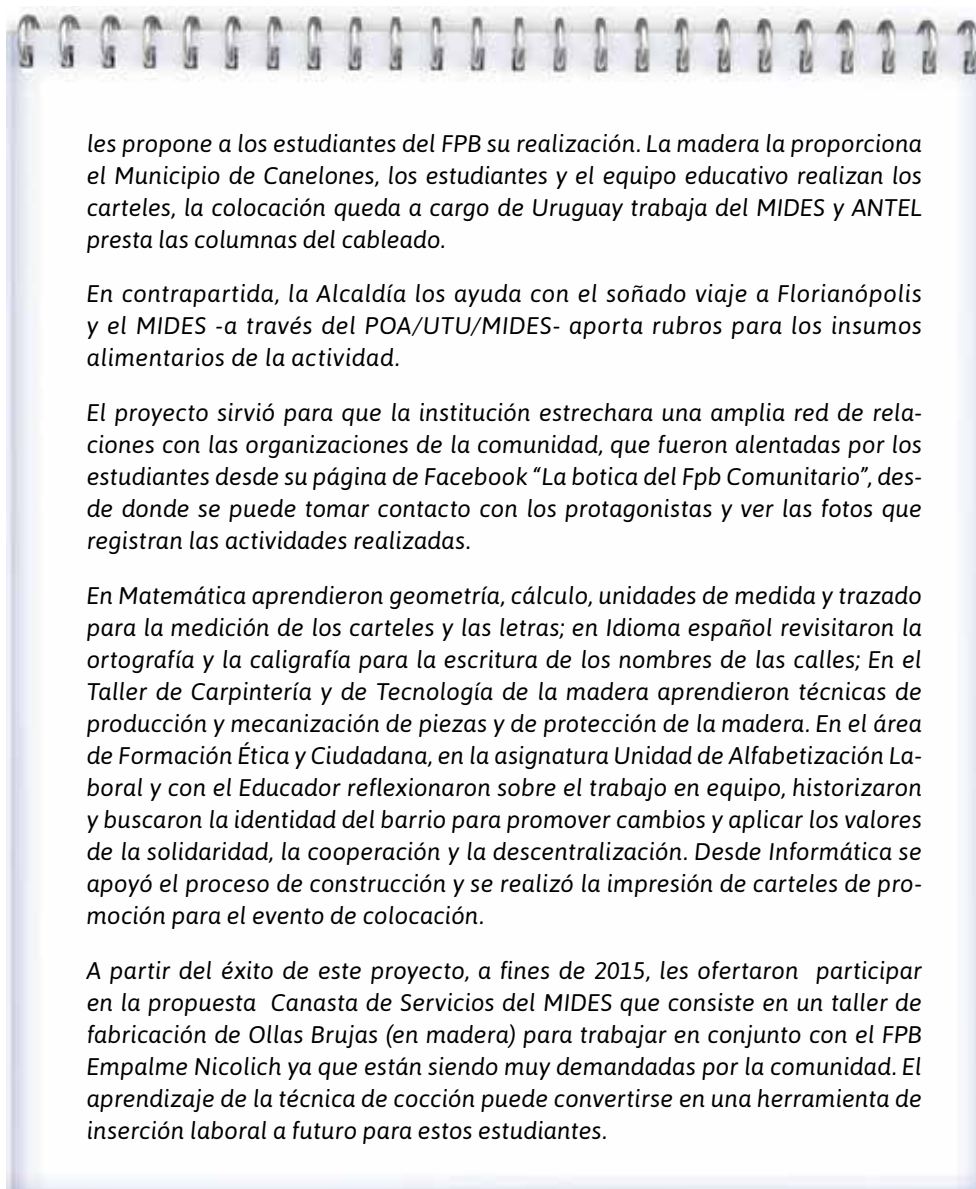 les propone a los estudiantes del FPB su realización. La madera la proporciona
el Municipio de Canelones, los estudiantes y el equipo educativo realizan los
carteles, la colocación queda a cargo de Uruguay trabaja del MIDES y ANTEL
presta las columnas del cableado.
En contrapartida, la Alcaldía los ayuda con el soñado viaje a Florianópolis
y el MIDES -a través del POA/UTU/MIDES- aporta rubros para los insumos
alimentarios de la actividad.
El proyecto sirvió para que la institución estrechara una amplia red de rela-
ciones con las organizaciones de la comunidad, que fueron alentadas por los
estudiantes desde su página de Facebook “La botica del Fpb Comunitario”, des-
de donde se puede tomar contacto con los protagonistas y ver las fotos que
registran las actividades realizadas.
En Matemática aprendieron geometría, cálculo, unidades de medida y trazado
para la medición de los carteles y las letras; en Idioma español revisitaron la
ortografía y la caligrafía para la escritura de los nombres de las calles; En el
Taller de Carpintería y de Tecnología de la madera aprendieron técnicas de
producción y mecanización de piezas y de protección de la madera. En el área
de Formación Ética y Ciudadana, en la asignatura Unidad de Alfabetización La-
boral y con el Educador reflexionaron sobre el trabajo en equipo, historizaron
y buscaron la identidad del barrio para promover cambios y aplicar los valores
de la solidaridad, la cooperación y la descentralización. Desde Informática se
apoyó el proceso de construcción y se realizó la impresión de carteles de pro-
moción para el evento de colocación.
A partir del éxito de este proyecto, a fines de 2015, les ofertaron participar
en la propuesta Canasta de Servicios del MIDES que consiste en un taller de
fabricación de Ollas Brujas (en madera) para trabajar en conjunto con el FPB
Empalme Nicolich ya que están siendo muy demandadas por la comunidad. El
aprendizaje de la técnica de cocción puede convertirse en una herramienta de
inserción laboral a futuro para estos estudiantes.